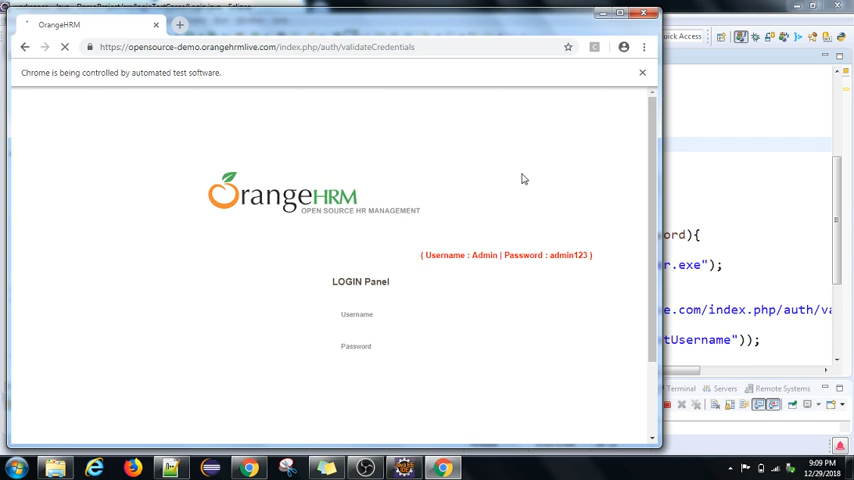 OrangeHRM
https://opensource-demo.orangehrmlive.com/index.php/auth/validateCredentials
Chrome is being controlled by automated test software.
OrangeHRM
OPEN SOURCE HR MANAGEMENT
( Username : Admin | Password : admin123 )
LOGIN Panel
Username
Password
Quick Access
ord){
r.exe");
e.com/index.php/auth/va
tUsername"));
Terminal
Servers
Remote Systems
9:09 PM
12/29/2018